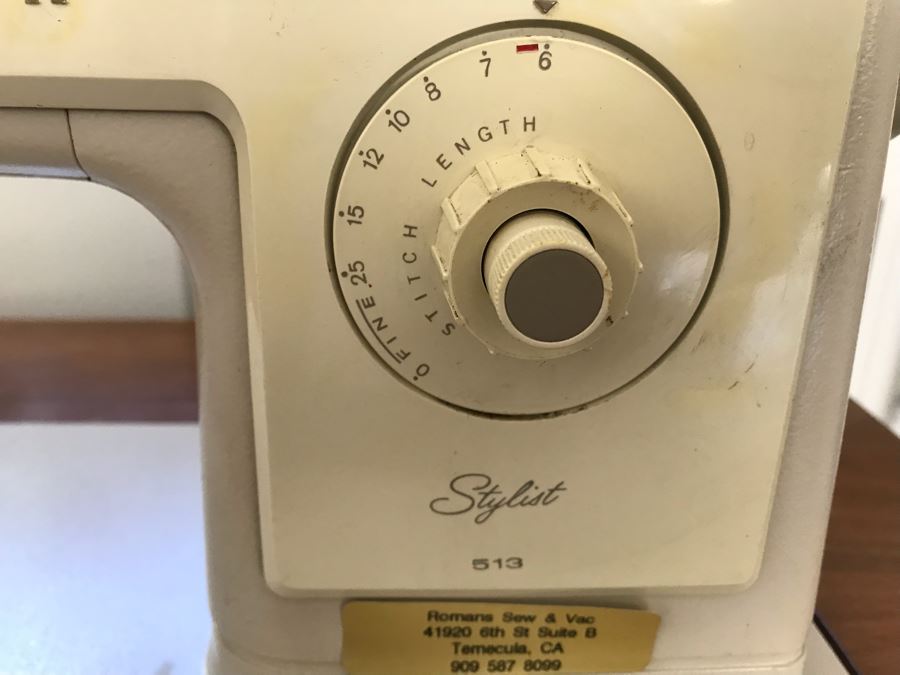 6
7
8
10
12
15
25
FINE
0
STITCH LENGTH
Stylist
513
Romans Sew & Vac
41920 6th St Suite B
Temecula, CA
909 587 8099